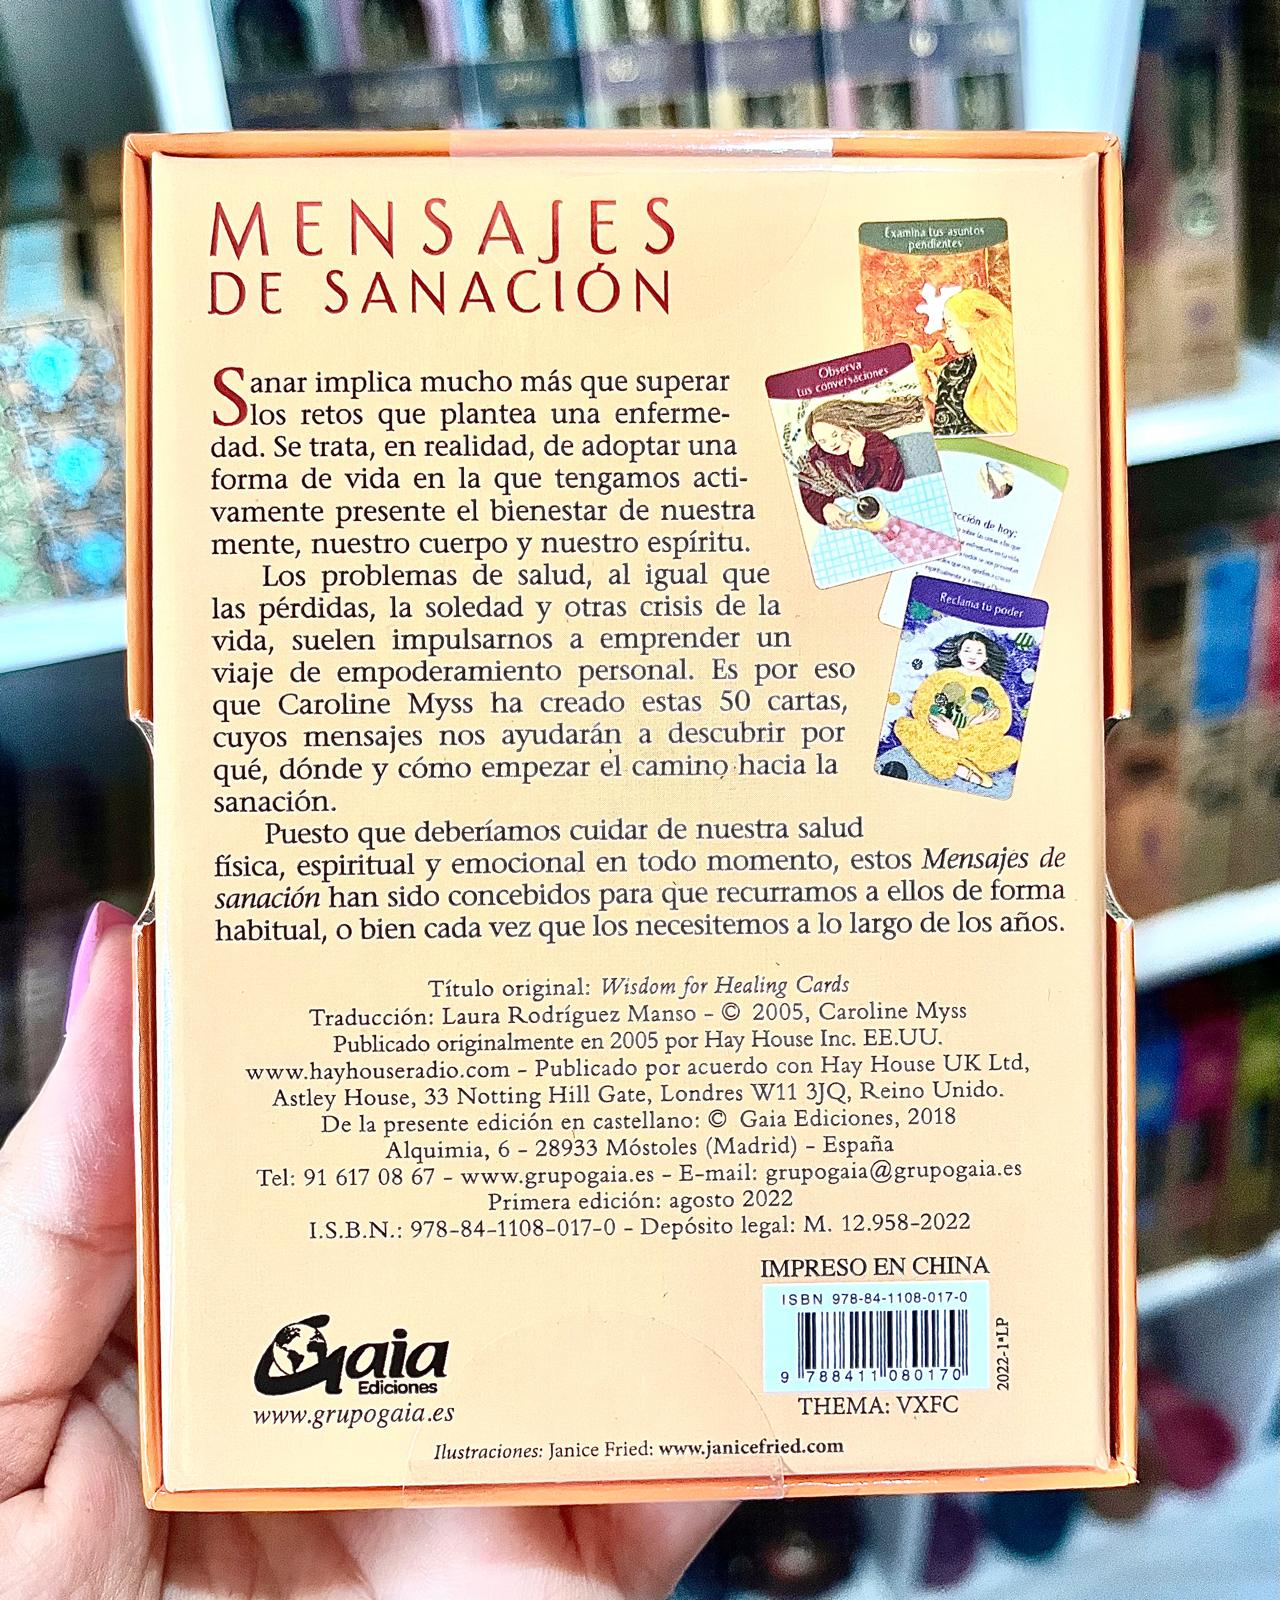 MENSAJES
DE SANACIÓN
Examina tus asuntos
pendientes
Observa
tus conversaciones
cción de hoy:
Reclama tu poder
Sanar implica mucho más que superar
los retos que plantea una enferme-
dad. Se trata, en realidad, de adoptar una
forma de vida en la que tengamos acti-
vamente presente el bienestar de nuestra
mente, nuestro cuerpo y nuestro espíritu.
Los problemas de salud, al igual que
las pérdidas, la soledad y otras crisis de la
vida, suelen impulsarnos a emprender un
viaje de empoderamiento personal. Es por eso
que Caroline Myss ha creado estas 50 cartas,
cuyos mensajes nos ayudarán a descubrir por
qué, dónde y cómo empezar el camino hacia la
sanación.
Puesto que deberíamos cuidar de nuestra salud
física, espiritual y emocional en todo momento, estos Mensajes de
sanación han sido concebidos para que recurramos a ellos de forma
habitual, o bien cada vez que los necesitemos a lo largo de los años.
Título original: Wisdom for Healing Cards
Traducción: Laura Rodríguez Manso - © 2005, Caroline Myss
Publicado originalmente en 2005 por Hay House Inc. EE.UU.
www.hayhouseradio.com - Publicado por acuerdo con Hay House UK Ltd,
Astley House, 33 Notting Hill Gate, Londres W11 3JQ, Reino Unido.
De la presente edición en castellano: © Gaia Ediciones, 2018
Alquimia, 6 - 28933 Móstoles (Madrid) - España
Tel: 91 617 08 67 - www.grupogaia.es - E-mail: grupogaia@grupogaia.es
Primera edición: agosto 2022
I.S.B.N.: 978-84-1108-017-0 - Depósito legal: M. 12.958-2022
IMPRESO EN CHINA
ISBN 978-84-1108-017-0
9 788411 080170
2022-1ªLP
THEMA: VXFC
Gaia
Ediciones
www.grupogaia.es
Ilustraciones: Janice Fried: www.janicefried.com